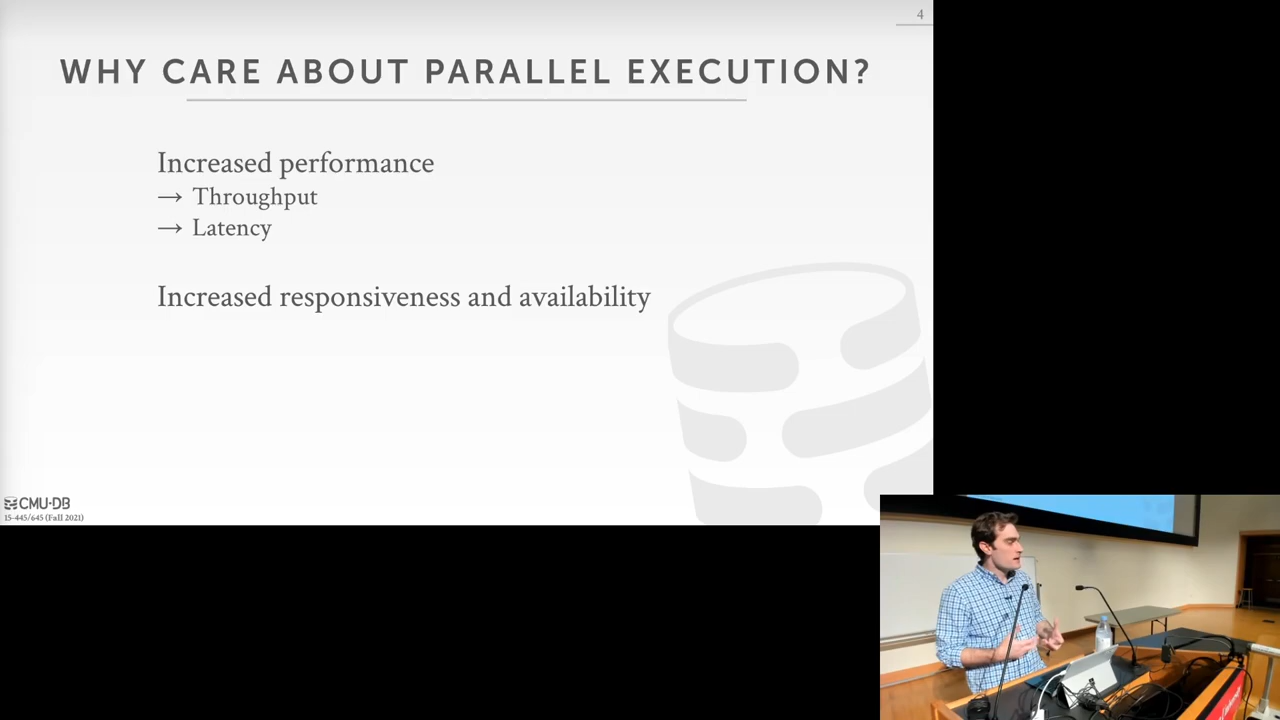 4
WHY CARE ABOUT PARALLEL EXECUTION?
Increased performance
→ Throughput
→ Latency
Increased responsiveness and availability
CMU·DB
15-445/645 (Fall 2021)